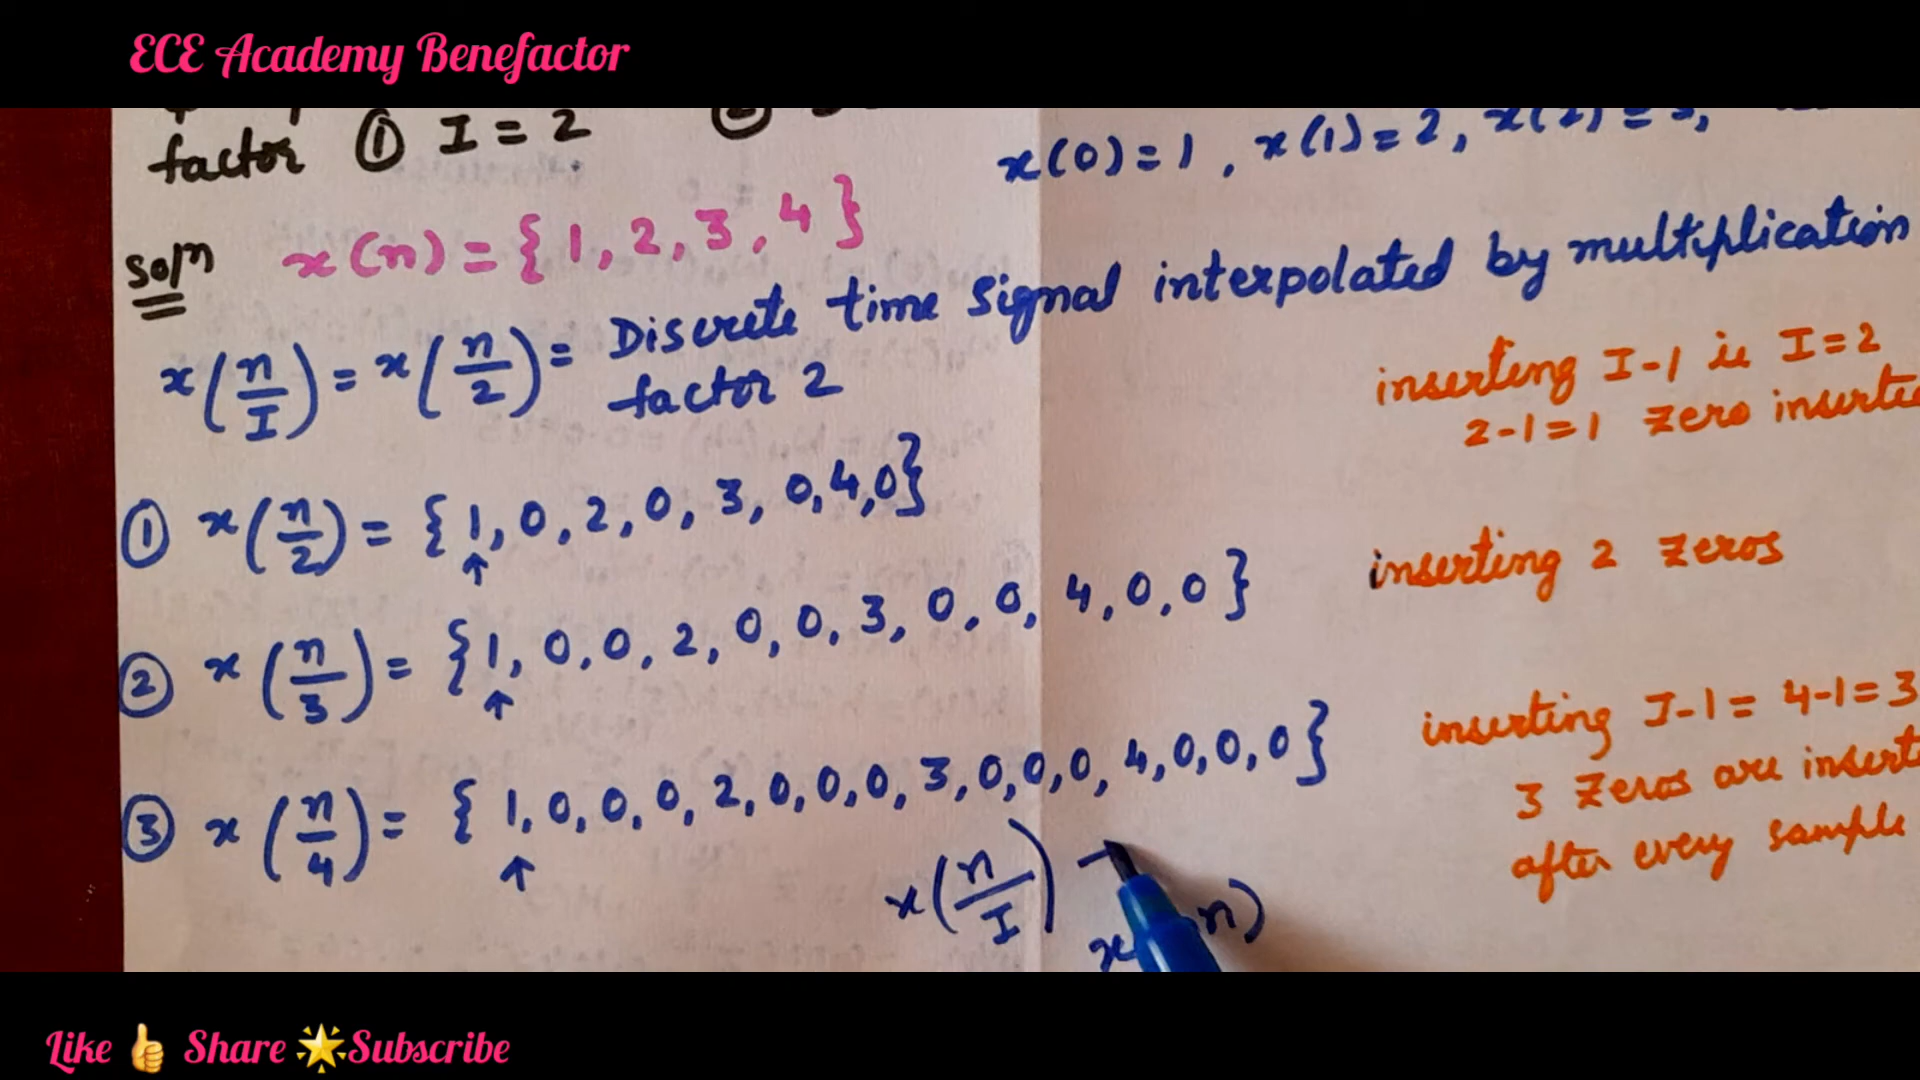 ECE Academy Benefactor
factor ① I = 2 ②
x(0)=1, x(1)=2, x(2)=3,
Soln x(n) = {1, 2, 3, 4}
x(n/I) = x(n/2) = Discrete time signal interpolated by multiplication
factor 2
inserting I-1 ie I=2
2-1=1 zero inserted
① x(n/2) = {1, 0, 2, 0, 3, 0, 4, 0}
↑
inserting 2 zeros
② x(n/3) = {1, 0, 0, 2, 0, 0, 3, 0, 0, 4, 0, 0}
↑
inserting I-1 = 4-1=3
3 zeros are insert
after every sample
③ x(n/4) = {1, 0, 0, 0, 2, 0, 0, 0, 3, 0, 0, 0, 4, 0, 0, 0}
↑
x(n/I)
x n)
Like 👍 Share 🌟Subscribe